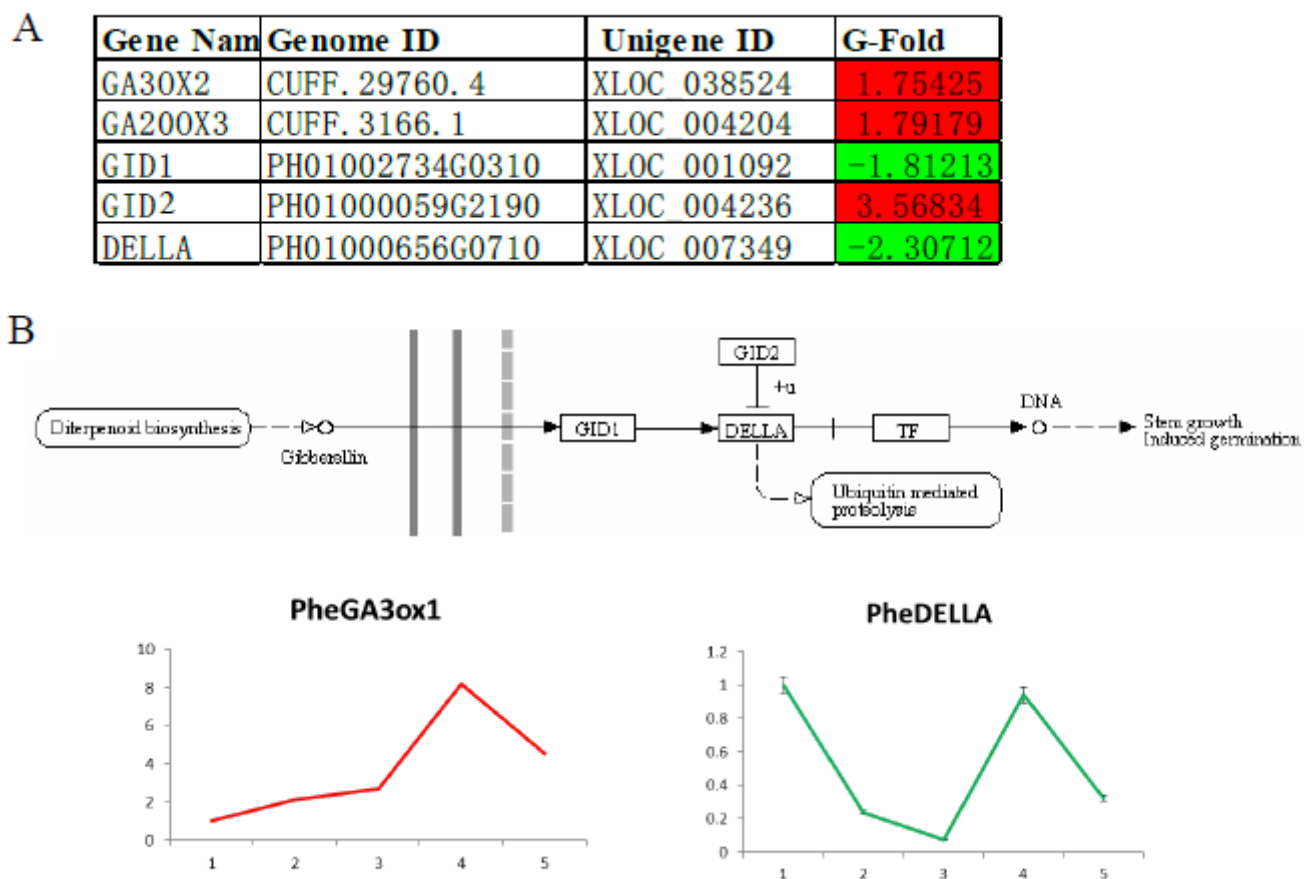 A
Gene Nam Genome ID Unigene ID G-Fold
GA3OX2 CUFF. 29760. 4 XLOC_038524 1. 75425
GA20OX3 CUFF. 3166. 1 XLOC_004204 1. 79179
GID1 PH01002734G0310 XLOC_001092 -1. 81213
GID2 PH01000059G2190 XLOC_004236 3. 56834
DELLA PH01000656G0710 XLOC_007349 -2. 30712
B
GID2
+u
DNA
Diterpenoid biosynthesis
Gibberellin
GID1
DELLA
TF
Stem growth
Induced germination
Ubiquitin mediated
proteolysis
PheGA3ox1
10
8
6
4
2
0
1 2 3 4 5
PheDELLA
1.2
1
0.8
0.6
0.4
0.2
0
1 2 3 4 5